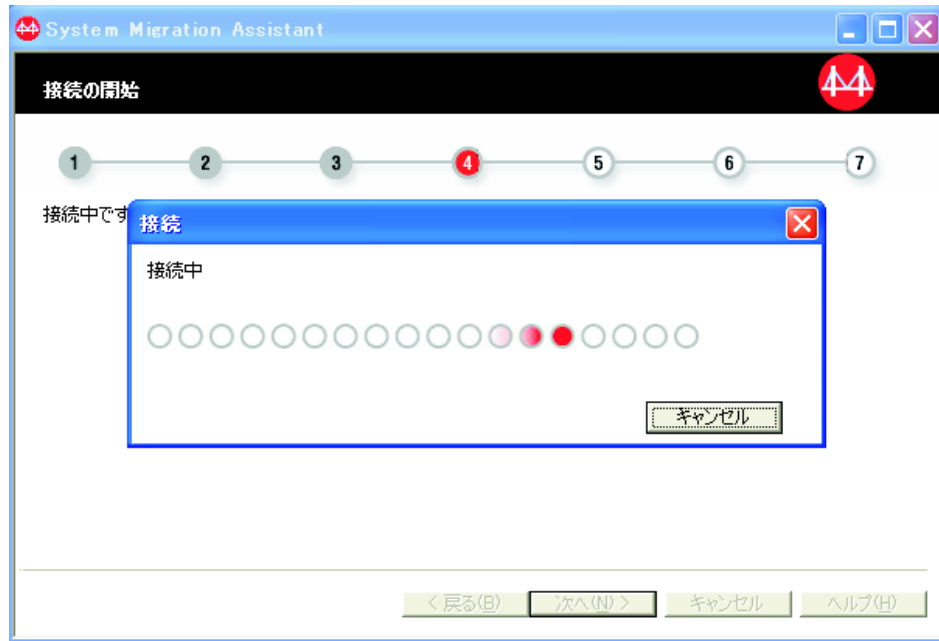 System Migration Assistant
接続の開始
1 2 3 4 5 6 7
接続中です
接続
接続中
キャンセル
< 戻る(B) 次へ(N) > キャンセル ヘルプ(H)